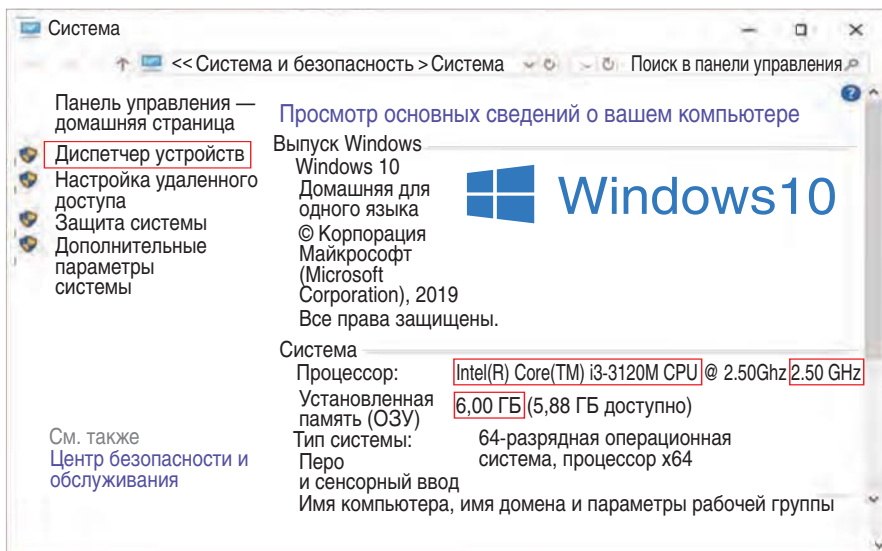 Система
<< Система и безопасность > Система
Поиск в панели управления
Панель управления —
домашняя страница
Диспетчер устройств
Настройка удаленного
доступа
Защита системы
Дополнительные
параметры
системы
См. также
Центр безопасности и
обслуживания
Просмотр основных сведений о вашем компьютере
Выпуск Windows
Windows 10
Домашняя для
одного языка
© Корпорация
Майкрософт
(Microsoft
Corporation), 2019
Все права защищены.
Windows10
Система
Процессор: Intel(R) Core(TM) i3-3120M CPU @ 2.50Ghz 2.50 GHz
Установленная
память (ОЗУ) 6,00 ГБ (5,88 ГБ доступно)
Тип системы: 64-разрядная операционная
система, процессор x64
Перо
и сенсорный ввод
Имя компьютера, имя домена и параметры рабочей группы